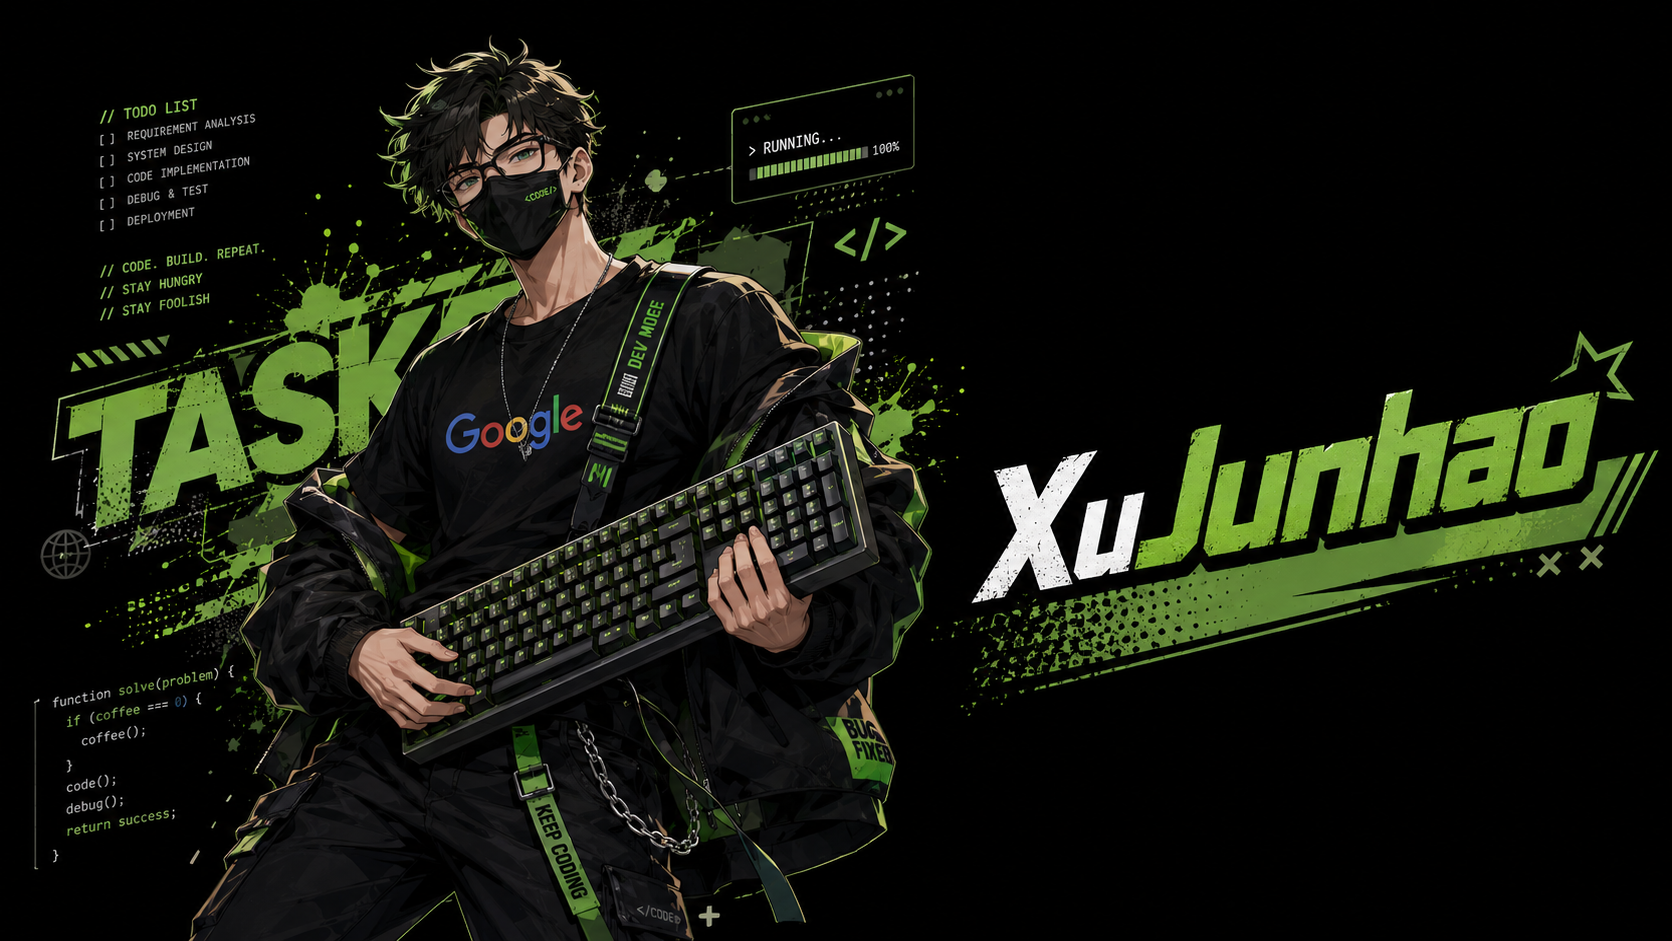 // TODO LIST
[ ] REQUIREMENT ANALYSIS
[ ] SYSTEM DESIGN
[ ] CODE IMPLEMENTATION
[ ] DEBUG & TEST
[ ] DEPLOYMENT
// CODE. BUILD. REPEAT.
// STAY HUNGRY
// STAY FOOLISH
> RUNNING...
100%
</>
<CODE/>
TASK
DEV MODE
Google
XuJunhao
BUG
FIXER
function solve(problem) {
if (coffee === 0) {
coffee();
}
code();
debug();
return success;
}
KEEP CODING
</CODE>